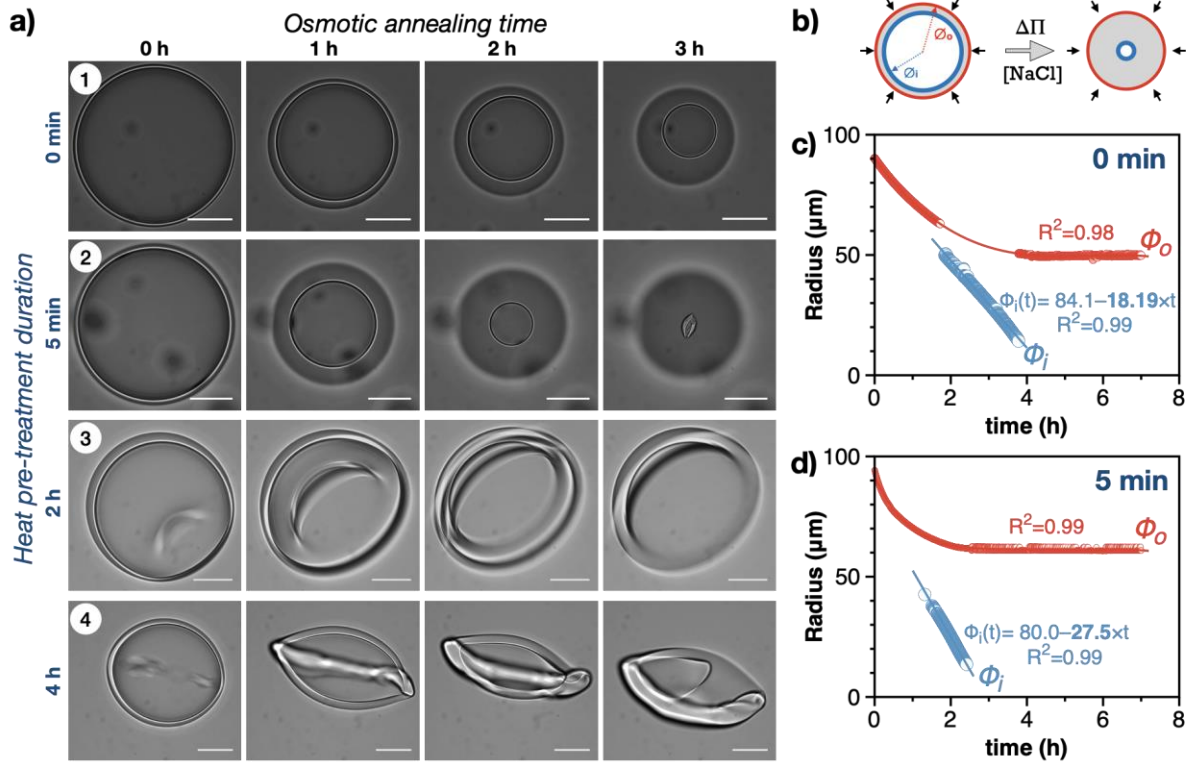 a)
Osmotic annealing time
0 h
1 h
2 h
3 h
Heat pre-treatment duration
0 min
1
5 min
2
2 h
3
4 h
4
b)
Øₒ
Øi
ΔΠ
[NaCl]
c)
0 min
100
50
0
Radius (µm)
R²=0.98
Φₒ
Φᵢ(t)= 84.1–18.19×t
R²=0.99
Φᵢ
0 2 4 6 8
time (h)
d)
5 min
100
50
0
Radius (µm)
R²=0.99
Φₒ
Φᵢ(t)= 80.0–27.5×t
R²=0.99
Φᵢ
0 2 4 6 8
time (h)